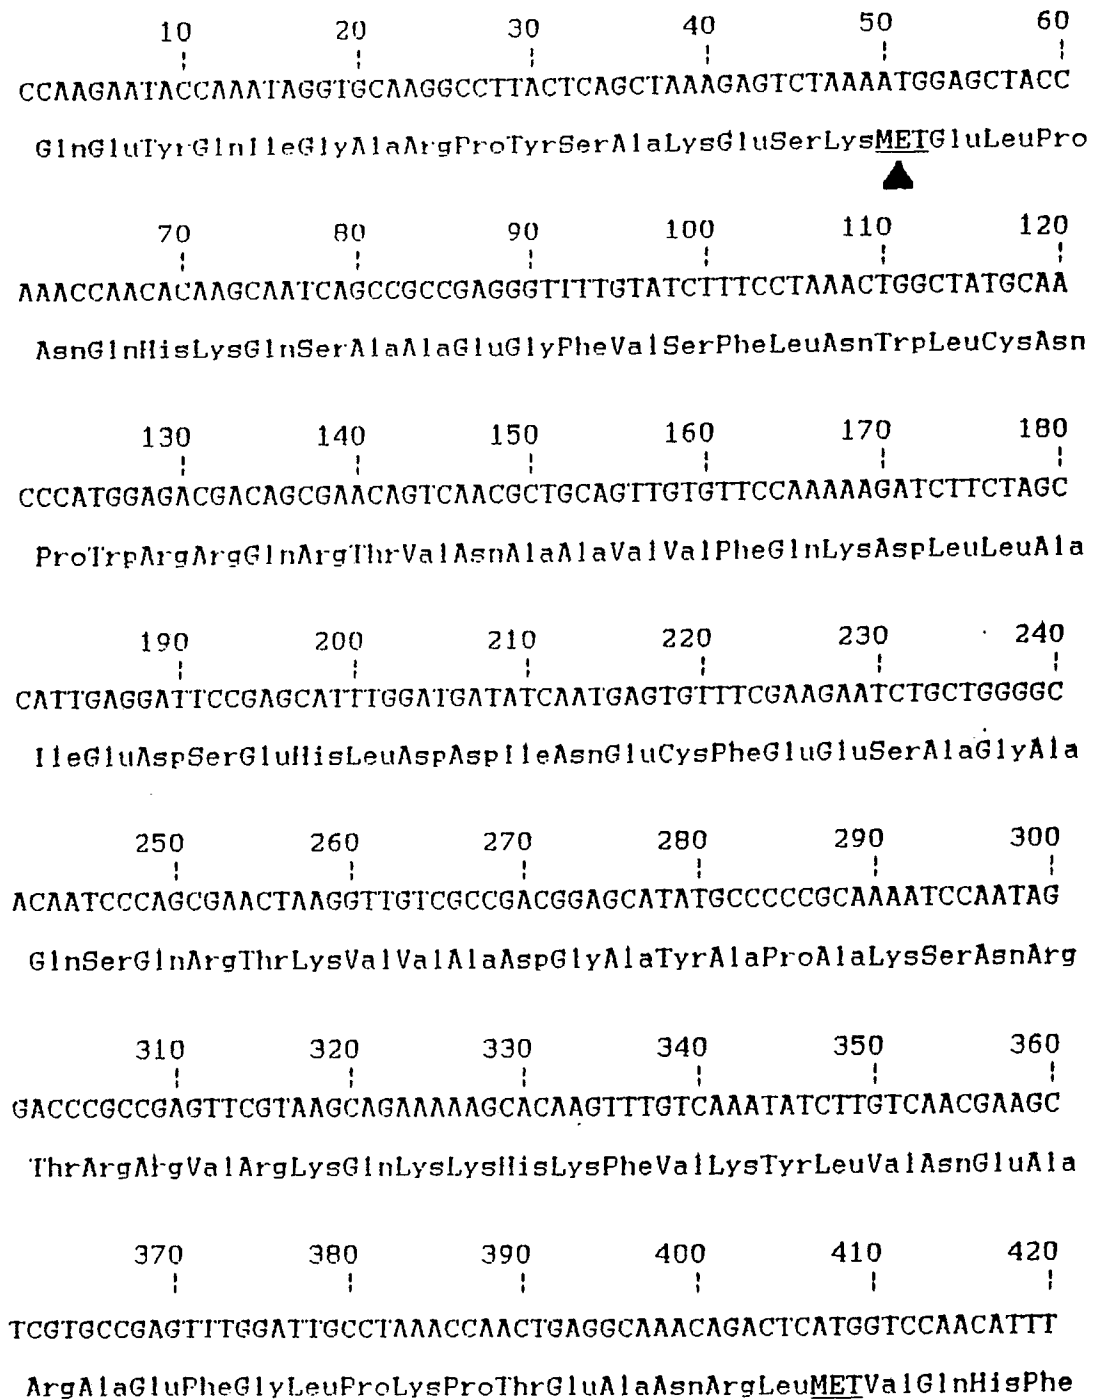 10 20 30 40 50 60
CCAAGAATACCAAATAGGTGCAAGGCCTTACTCAGCTAAAGAGTCTAAAATGGAGCTACC
GlnGluTyrGlnIleGlyAlaArgProTyrSerAlaLysGluSerLysMETGluLeuPro
70 80 90 100 110 120
AAACCAACACAAGCAATCAGCCGCCGAGGGTTTTGTATCTTTCCTAAACTGGCTATGCAA
AsnGlnHisLysGlnSerAlaAlaGluGlyPheValSerPheLeuAsnTrpLeuCysAsn
130 140 150 160 170 180
CCCATGGAGACGACAGCGAACAGTCAACGCTGCAGTTGTGTTCCAAAAAGATCTTCTAGC
ProTrpArgArgGlnArgThrValAsnAlaAlaValValPheGlnLysAspLeuLeuAla
190 200 210 220 230 240
CATTGAGGATTCCGAGCATTTGGATGATATCAATGAGTGTTTCGAAGAATCTGCTGGGGC
IleGluAspSerGluHisLeuAspAspIleAsnGluCysPheGluGluSerAlaGlyAla
250 260 270 280 290 300
ACAATCCCAGCGAACTAAGGTTGTCGCCGACGGAGCATATGCCCCCGCAAAATCCAATAG
GlnSerGlnArgThrLysValValAlaAspGlyAlaTyrAlaProAlaLysSerAsnArg
310 320 330 340 350 360
GACCCGCCGAGTTCGTAAGCAGAAAAAGCACAAGTTTGTCAAATATCTTGTCAACGAAGC
ThrArgArgValArgLysGlnLysLysHisLysPheValLysTyrLeuValAsnGluAla
370 380 390 400 410 420
TCGTGCCGAGTTTGGATTGCCTAAACCAACTGAGGCAAACAGACTCATGGTCCAACATTT
ArgAlaGluPheGlyLeuProLysProThrGluAlaAsnArgLeuMETValGlnHisPhe